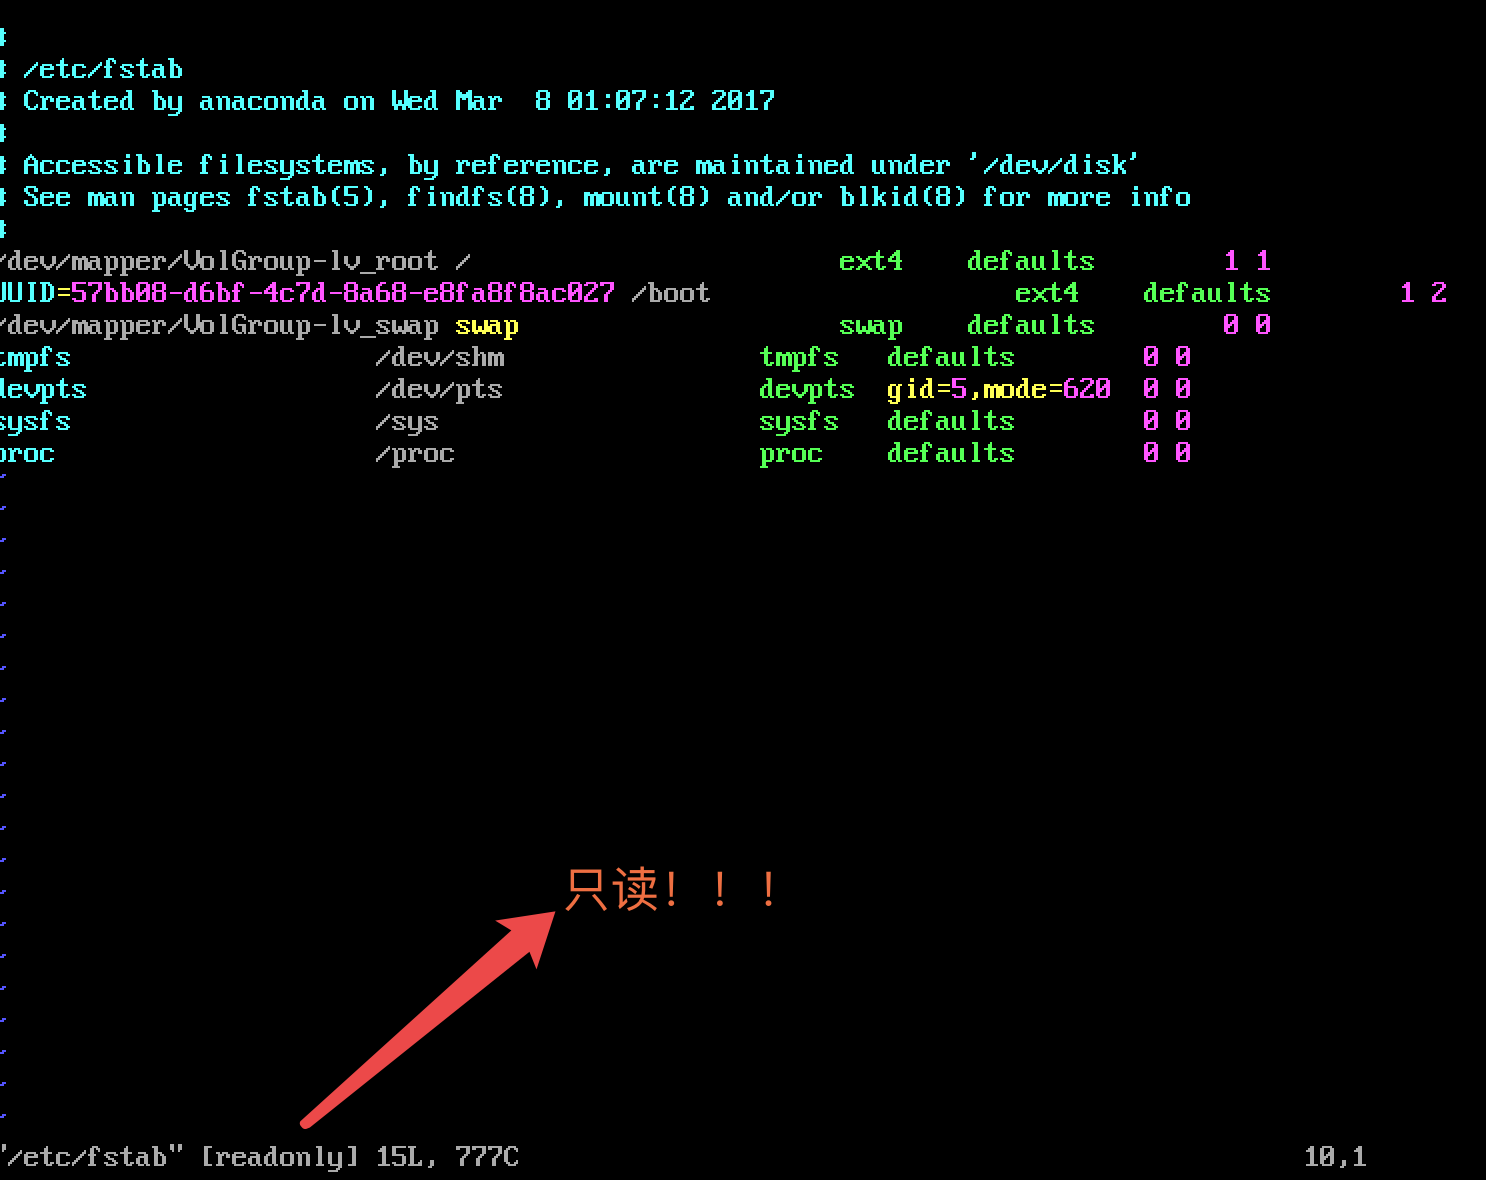 #
# /etc/fstab
# Created by anaconda on Wed Mar  8 01:07:12 2017
#
# Accessible filesystems, by reference, are maintained under '/dev/disk'
# See man pages fstab(5), findfs(8), mount(8) and/or blkid(8) for more info
#
/dev/mapper/VolGroup-lv_root / ext4 defaults 1 1
UUID=57bb08-d6bf-4c7d-8a68-e8fa8f8ac027 /boot ext4 defaults 1 2
/dev/mapper/VolGroup-lv_swap swap swap defaults 0 0
tmpfs /dev/shm tmpfs defaults 0 0
devpts /dev/pts devpts gid=5,mode=620 0 0
sysfs /sys sysfs defaults 0 0
proc /proc proc defaults 0 0
~
~
~
~
~
~
~
~
~
~
~
~
~
只读！！！
~
~
~
~
~
~
~
~
"/etc/fstab" [readonly] 15L, 777C 10,1